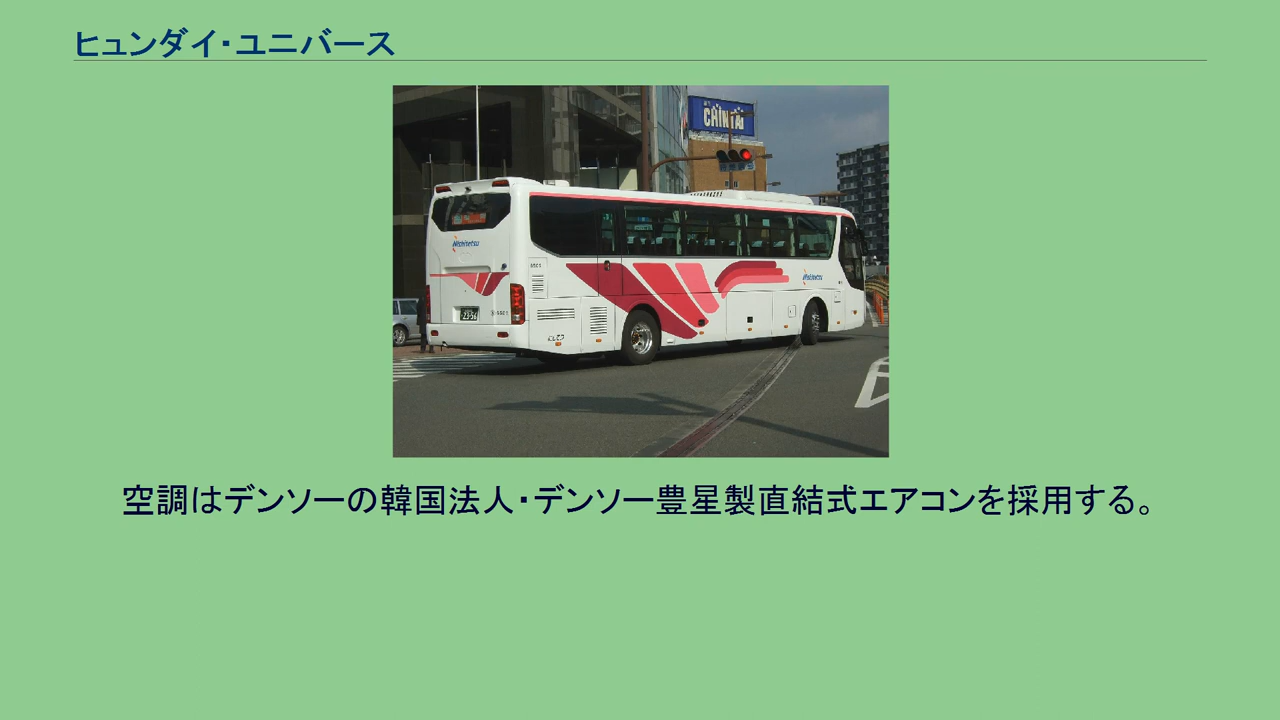 ヒュンダイ・ユニバース
CHINTAI
Nishitetsu
Nishitetsu
空調はデンソーの韓国法人・デンソー豊星製直結式エアコンを採用する。